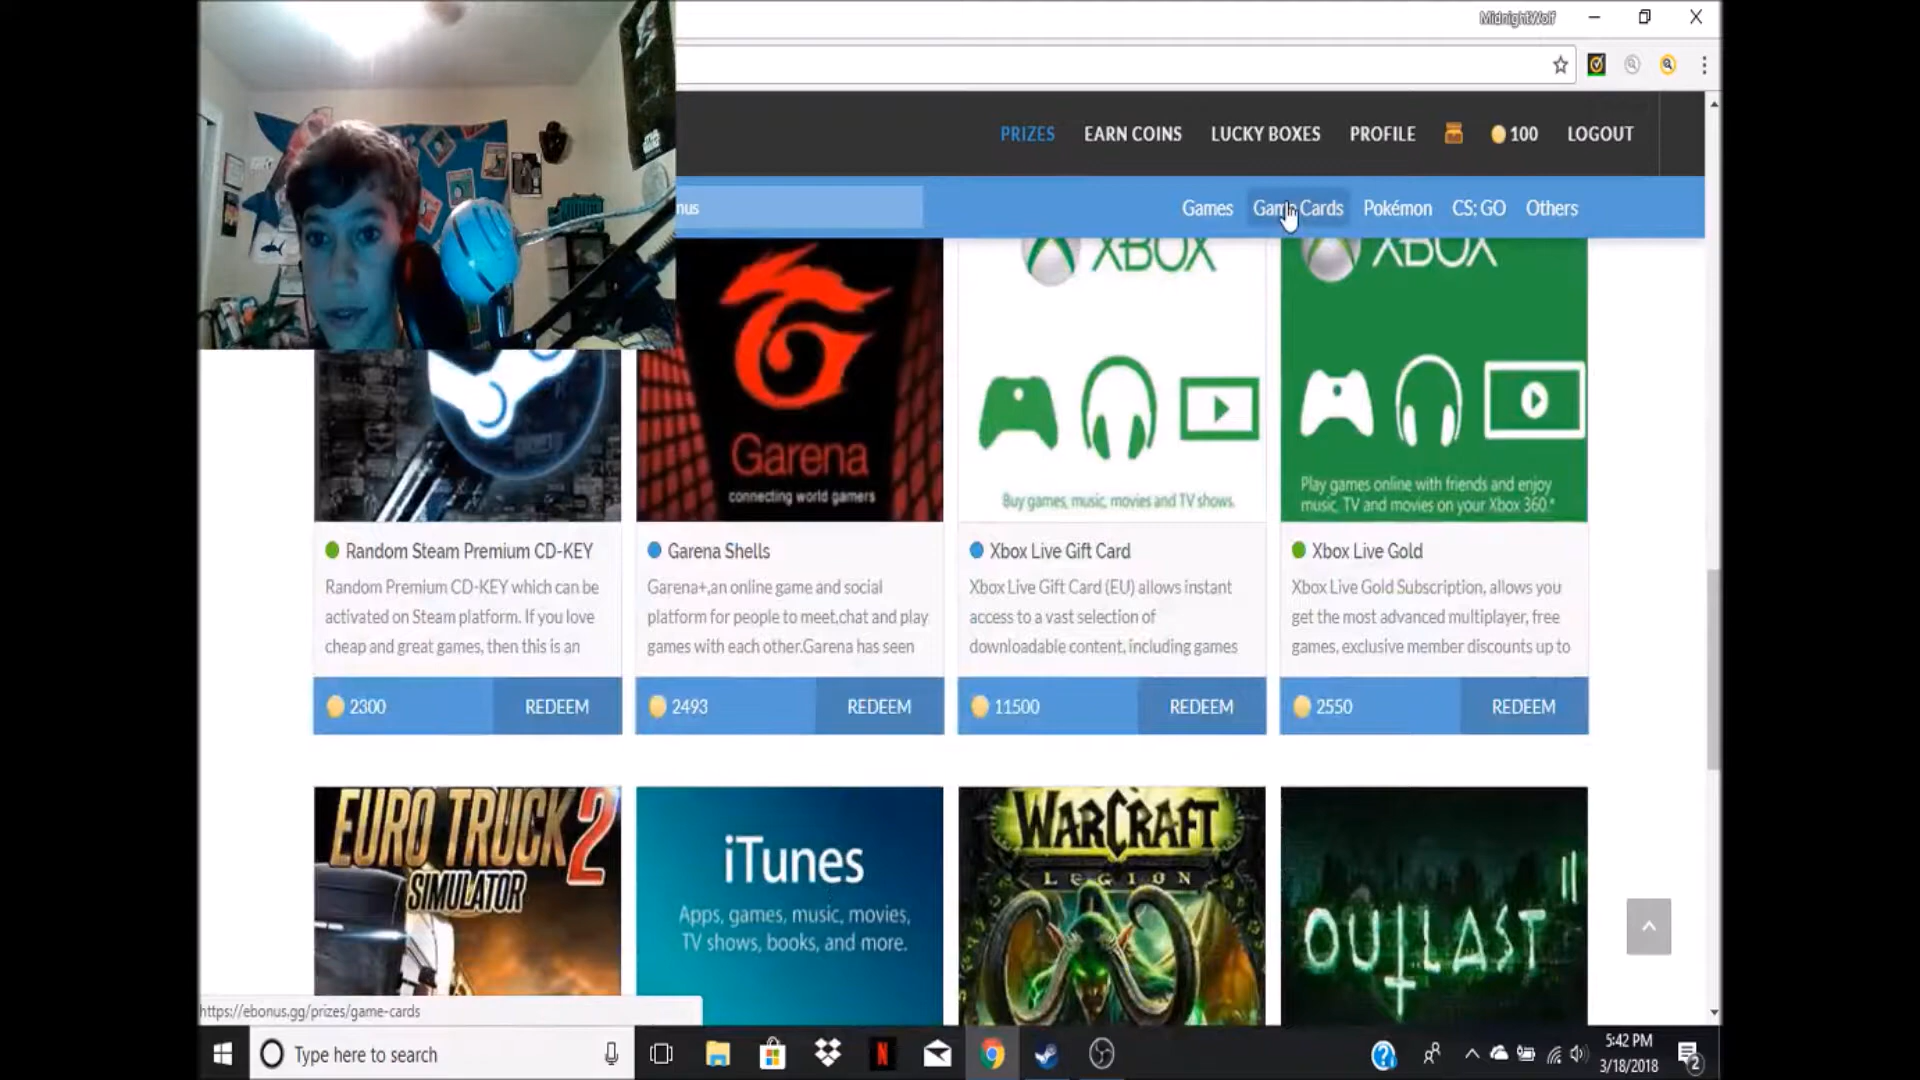 MidnightWolf
PRIZES EARN COINS LUCKY BOXES PROFILE 100 LOGOUT
nus
Games Game Cards Pokémon CS: GO Others
XBOX
XBOX
Garena
connecting world gamers
Buy games, music, movies and TV shows.
Play games online with friends and enjoy
music, TV and movies on your Xbox 360.*
Random Steam Premium CD-KEY
Random Premium CD-KEY which can be
activated on Steam platform. If you love
cheap and great games, then this is an
2300 REDEEM
Garena Shells
Garena+,an online game and social
platform for people to meet,chat and play
games with each other.Garena has seen
2493 REDEEM
Xbox Live Gift Card
Xbox Live Gift Card (EU) allows instant
access to a vast selection of
downloadable content, including games
11500 REDEEM
Xbox Live Gold
Xbox Live Gold Subscription, allows you
get the most advanced multiplayer, free
games, exclusive member discounts up to
2550 REDEEM
EURO TRUCK 2
SIMULATOR
iTunes
Apps, games, music, movies,
TV shows, books, and more.
WARCRAFT
LEGION
OUTLAST II
https://ebonus.gg/prizes/game-cards
Type here to search
5:42 PM
3/18/2018
2